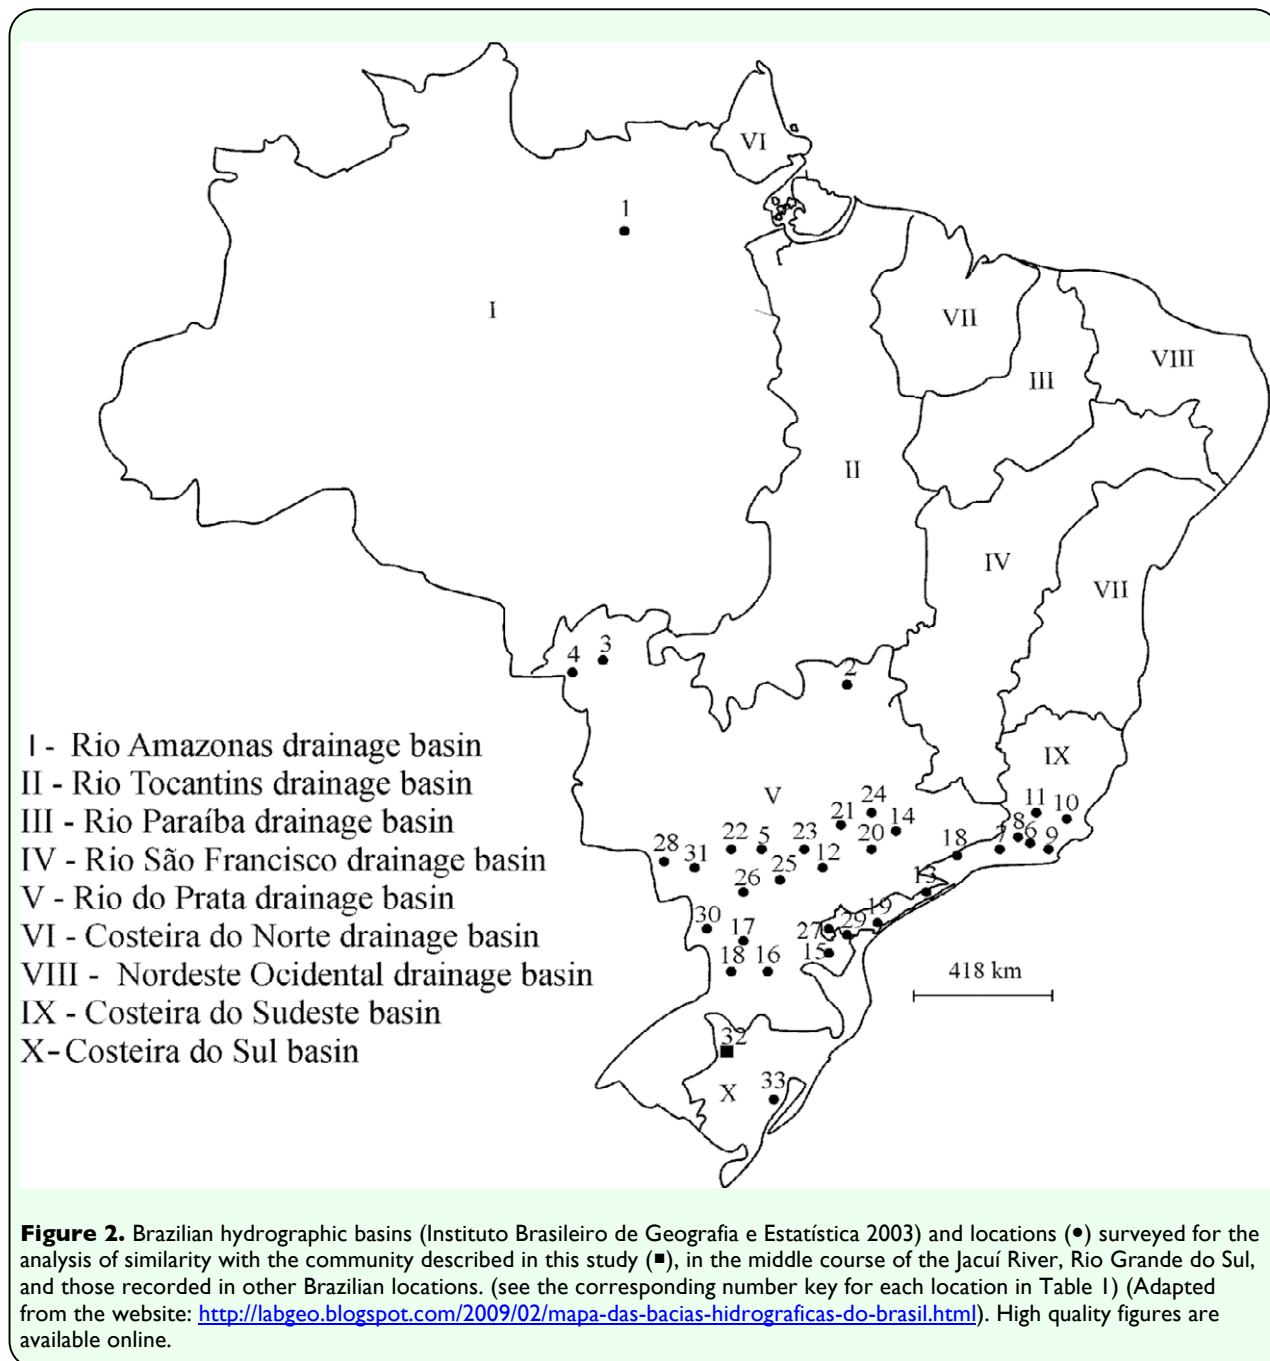 VI
1
I
VII
VIII
III
II
IV
VII
4 3
2
IX
I - Rio Amazonas drainage basin
II - Rio Tocantins drainage basin
III - Rio Paraíba drainage basin
IV - Rio São Francisco drainage basin
V - Rio do Prata drainage basin
VI - Costeira do Norte drainage basin
VIII - Nordeste Ocidental drainage basin
IX - Costeira do Sudeste basin
X- Costeira do Sul basin
V
24
11
10
21
14
8
28
22
5
23
20
18
7
6
9
31
12
25
26
13
30
17
27
29
19
18
16
15
418 km
32
X
33
Figure 2. Brazilian hydrographic basins (Instituto Brasileiro de Geografia e Estatística 2003) and locations (●) surveyed for the
analysis of similarity with the community described in this study (■), in the middle course of the Jacuí River, Rio Grande do Sul,
and those recorded in other Brazilian locations. (see the corresponding number key for each location in Table 1) (Adapted
from the website: http://labgeo.blogspot.com/2009/02/mapa-das-bacias-hidrograficas-do-brasil.html). High quality figures are
available online.